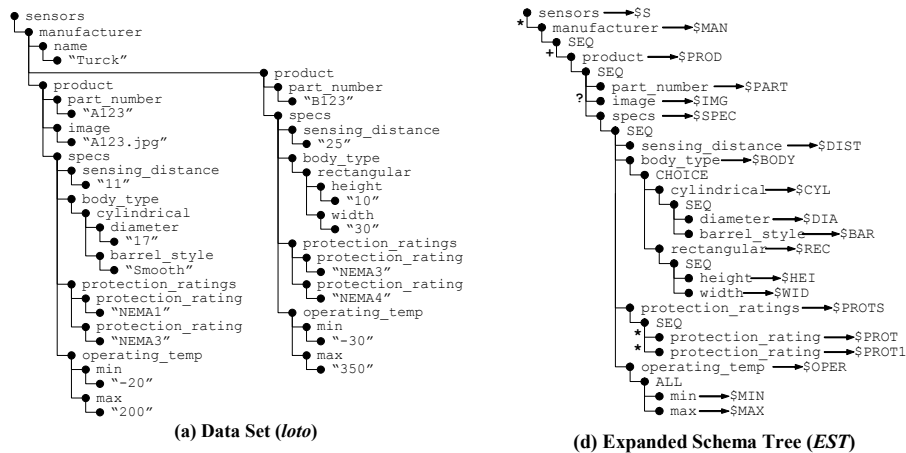 sensors
manufacturer
name
“Turck”
product
part_number
“A123”
image
“A123.jpg”
specs
sensing_distance
“11”
body_type
cylindrical
diameter
“17”
barrel_style
“Smooth”
protection_ratings
protection_rating
“NEMA1”
protection_rating
“NEMA3”
operating_temp
min
“-20”
max
“200”
product
part_number
“B123”
specs
sensing_distance
“25”
body_type
rectangular
height
“10”
width
“30”
protection_ratings
protection_rating
“NEMA3”
protection_rating
“NEMA4”
operating_temp
min
“-30”
max
“350”
(a) Data Set (loto)
sensors $S
* manufacturer $MAN
SEQ
+ product $PROD
SEQ
part_number $PART
? image $IMG
specs $SPEC
SEQ
sensing_distance $DIST
body_type $BODY
CHOICE
cylindrical $CYL
SEQ
diameter $DIA
barrel_style $BAR
rectangular $REC
SEQ
height $HEI
width $WID
protection_ratings $PROTS
SEQ
* protection_rating $PROT
* protection_rating $PROT1
operating_temp $OPER
ALL
min $MIN
max $MAX
(d) Expanded Schema Tree (EST)